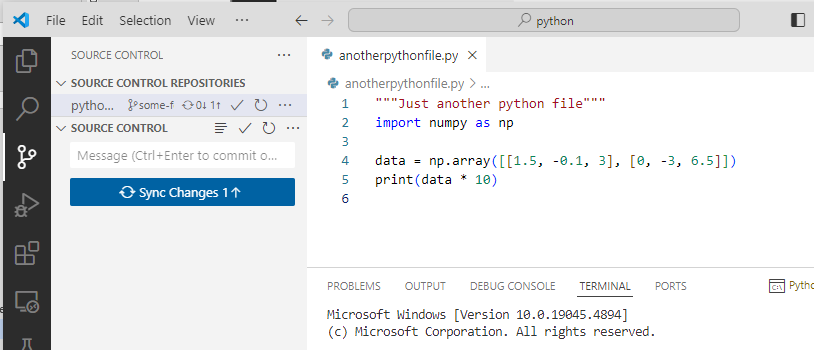 File Edit Selection View ... python
SOURCE CONTROL ...
SOURCE CONTROL REPOSITORIES
pytho... some-f 0↓ 1↑ ...
SOURCE CONTROL ...
Message (Ctrl+Enter to commit o...
Sync Changes 1↑
anotherpythonfile.py
anotherpythonfile.py > ...
1 """Just another python file"""
2 import numpy as np
3
4 data = np.array([[1.5, -0.1, 3], [0, -3, 6.5]])
5 print(data * 10)
6
PROBLEMS OUTPUT DEBUG CONSOLE TERMINAL PORTS Pytho
Microsoft Windows [Version 10.0.19045.4894]
(c) Microsoft Corporation. All rights reserved.